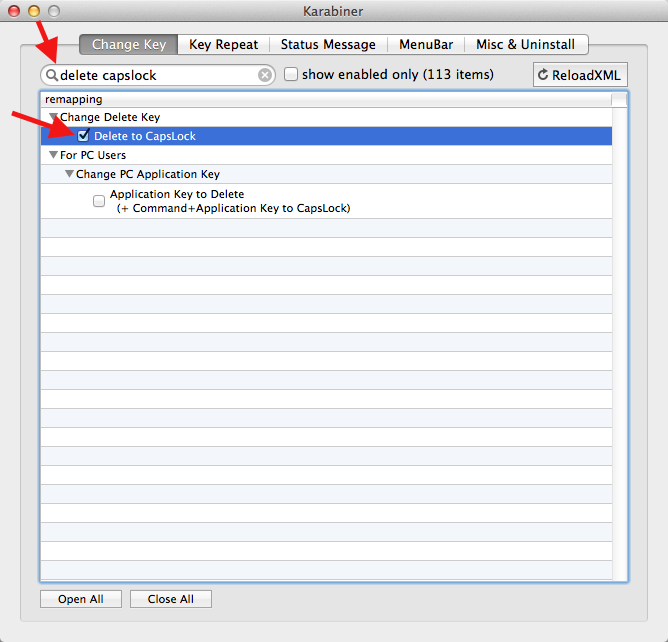 Karabiner
Change Key Key Repeat Status Message MenuBar Misc & Uninstall
delete capslock show enabled only (113 items) ReloadXML
remapping
Change Delete Key
Delete to CapsLock
For PC Users
Change PC Application Key
Application Key to Delete
(+ Command+Application Key to CapsLock)
Open All Close All